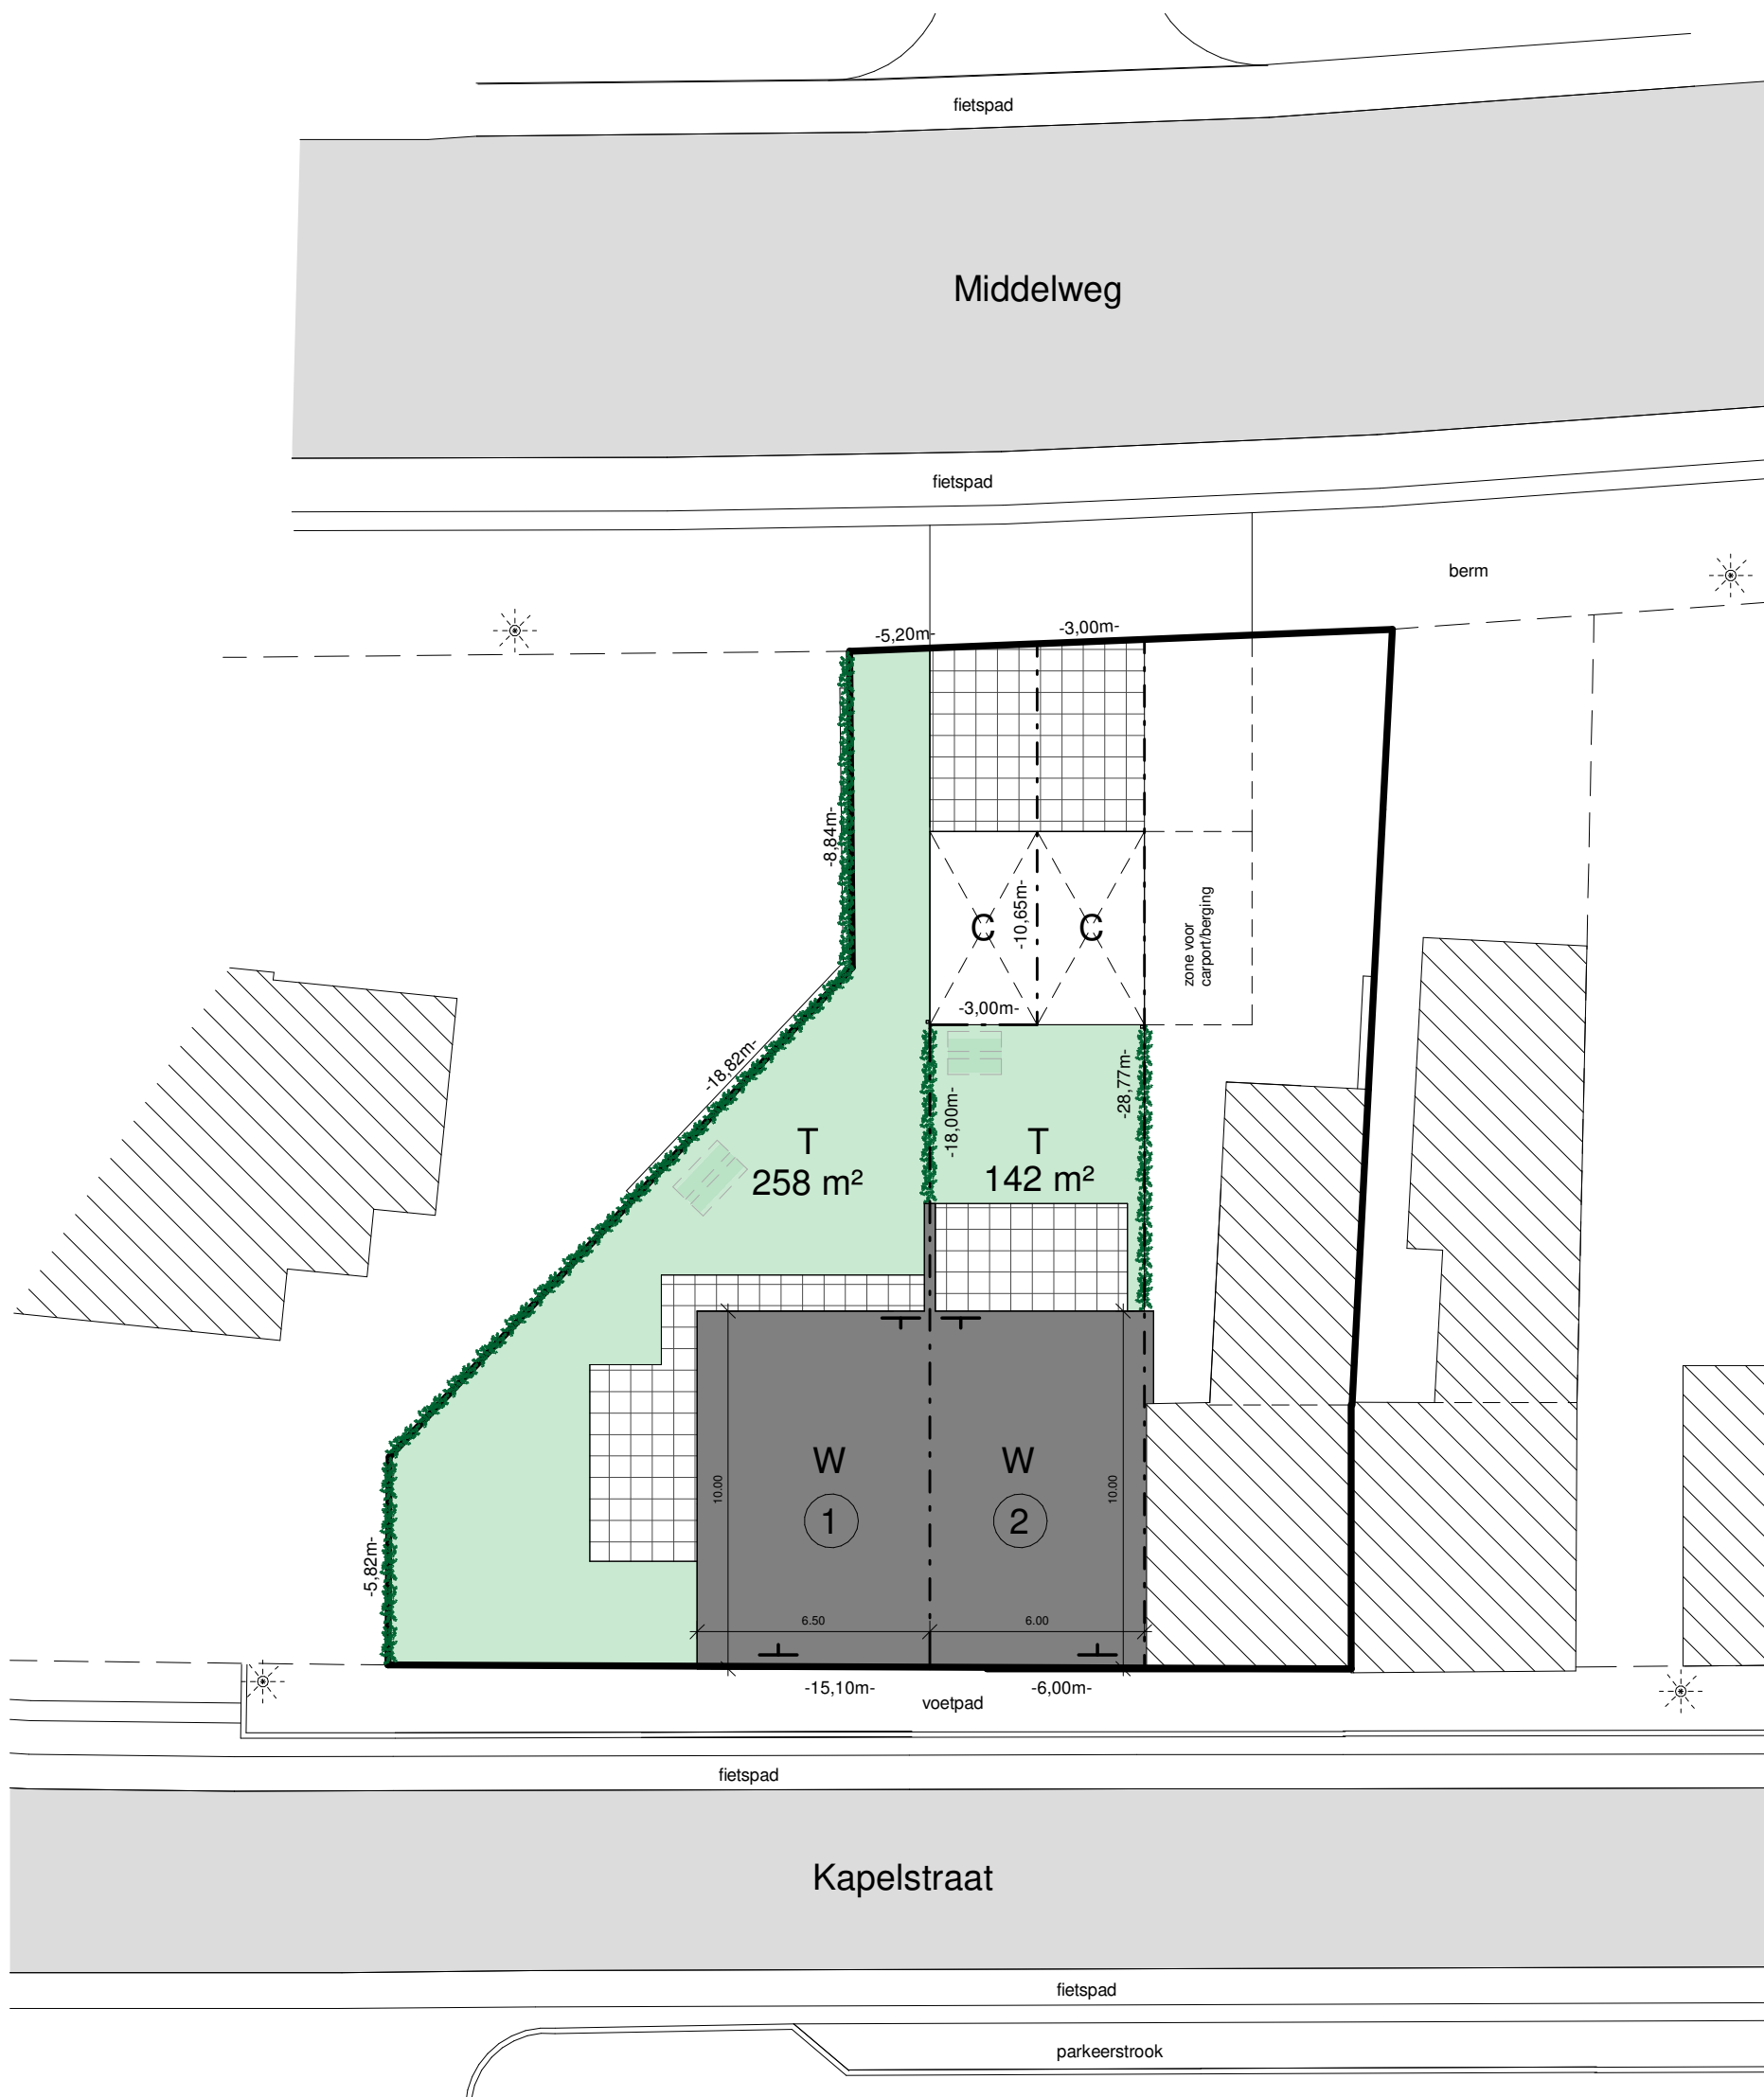 fietspad
Middelweg
fietspad
berm
-5,20m-
-3,00m-
-8,84m-
C
-10,65m-
C
zone voor
carport/berging
-3,00m-
-18,82m-
-28,77m-
-18,00m-
T
258 m²
T
142 m²
W
1
W
2
10.00
10.00
-5,82m-
6.50
6.00
-15,10m-
-6,00m-
voetpad
fietspad
Kapelstraat
fietspad
parkeerstrook